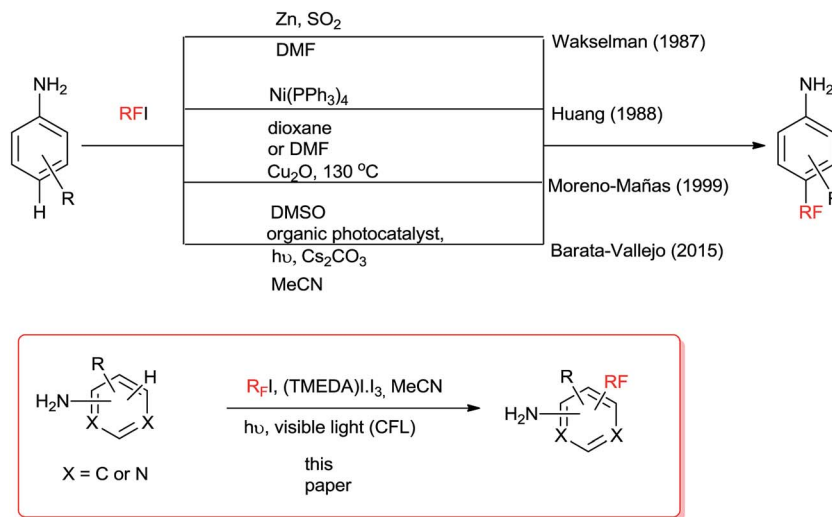 Zn, SO2
DMF
Wakselman (1987)
NH2
RFI
R
H
Ni(PPh3)4
dioxane
or DMF
Huang (1988)
Cu2O, 130 ºC
DMSO
Moreno-Mañas (1999)
organic photocatalyst,
hυ, Cs2CO3
MeCN
Barata-Vallejo (2015)
NH2
RF
R
R
H
H2N
X
X
X = C or N
RFI, (TMEDA)I.I3, MeCN
hυ, visible light (CFL)
this
paper
R
RF
H2N
X
X